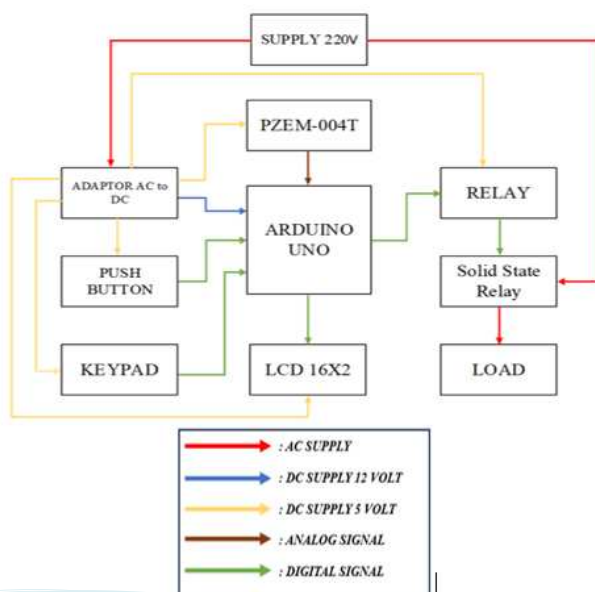 SUPPLY 220V
PZEM-004T
ADAPTOR AC to
DC
ARDUINO
UNO
RELAY
PUSH
BUTTON
Solid State
Relay
KEYPAD
LCD 16X2
LOAD
: AC SUPPLY
: DC SUPPLY 12 VOLT
: DC SUPPLY 5 VOLT
: ANALOG SIGNAL
: DIGITAL SIGNAL